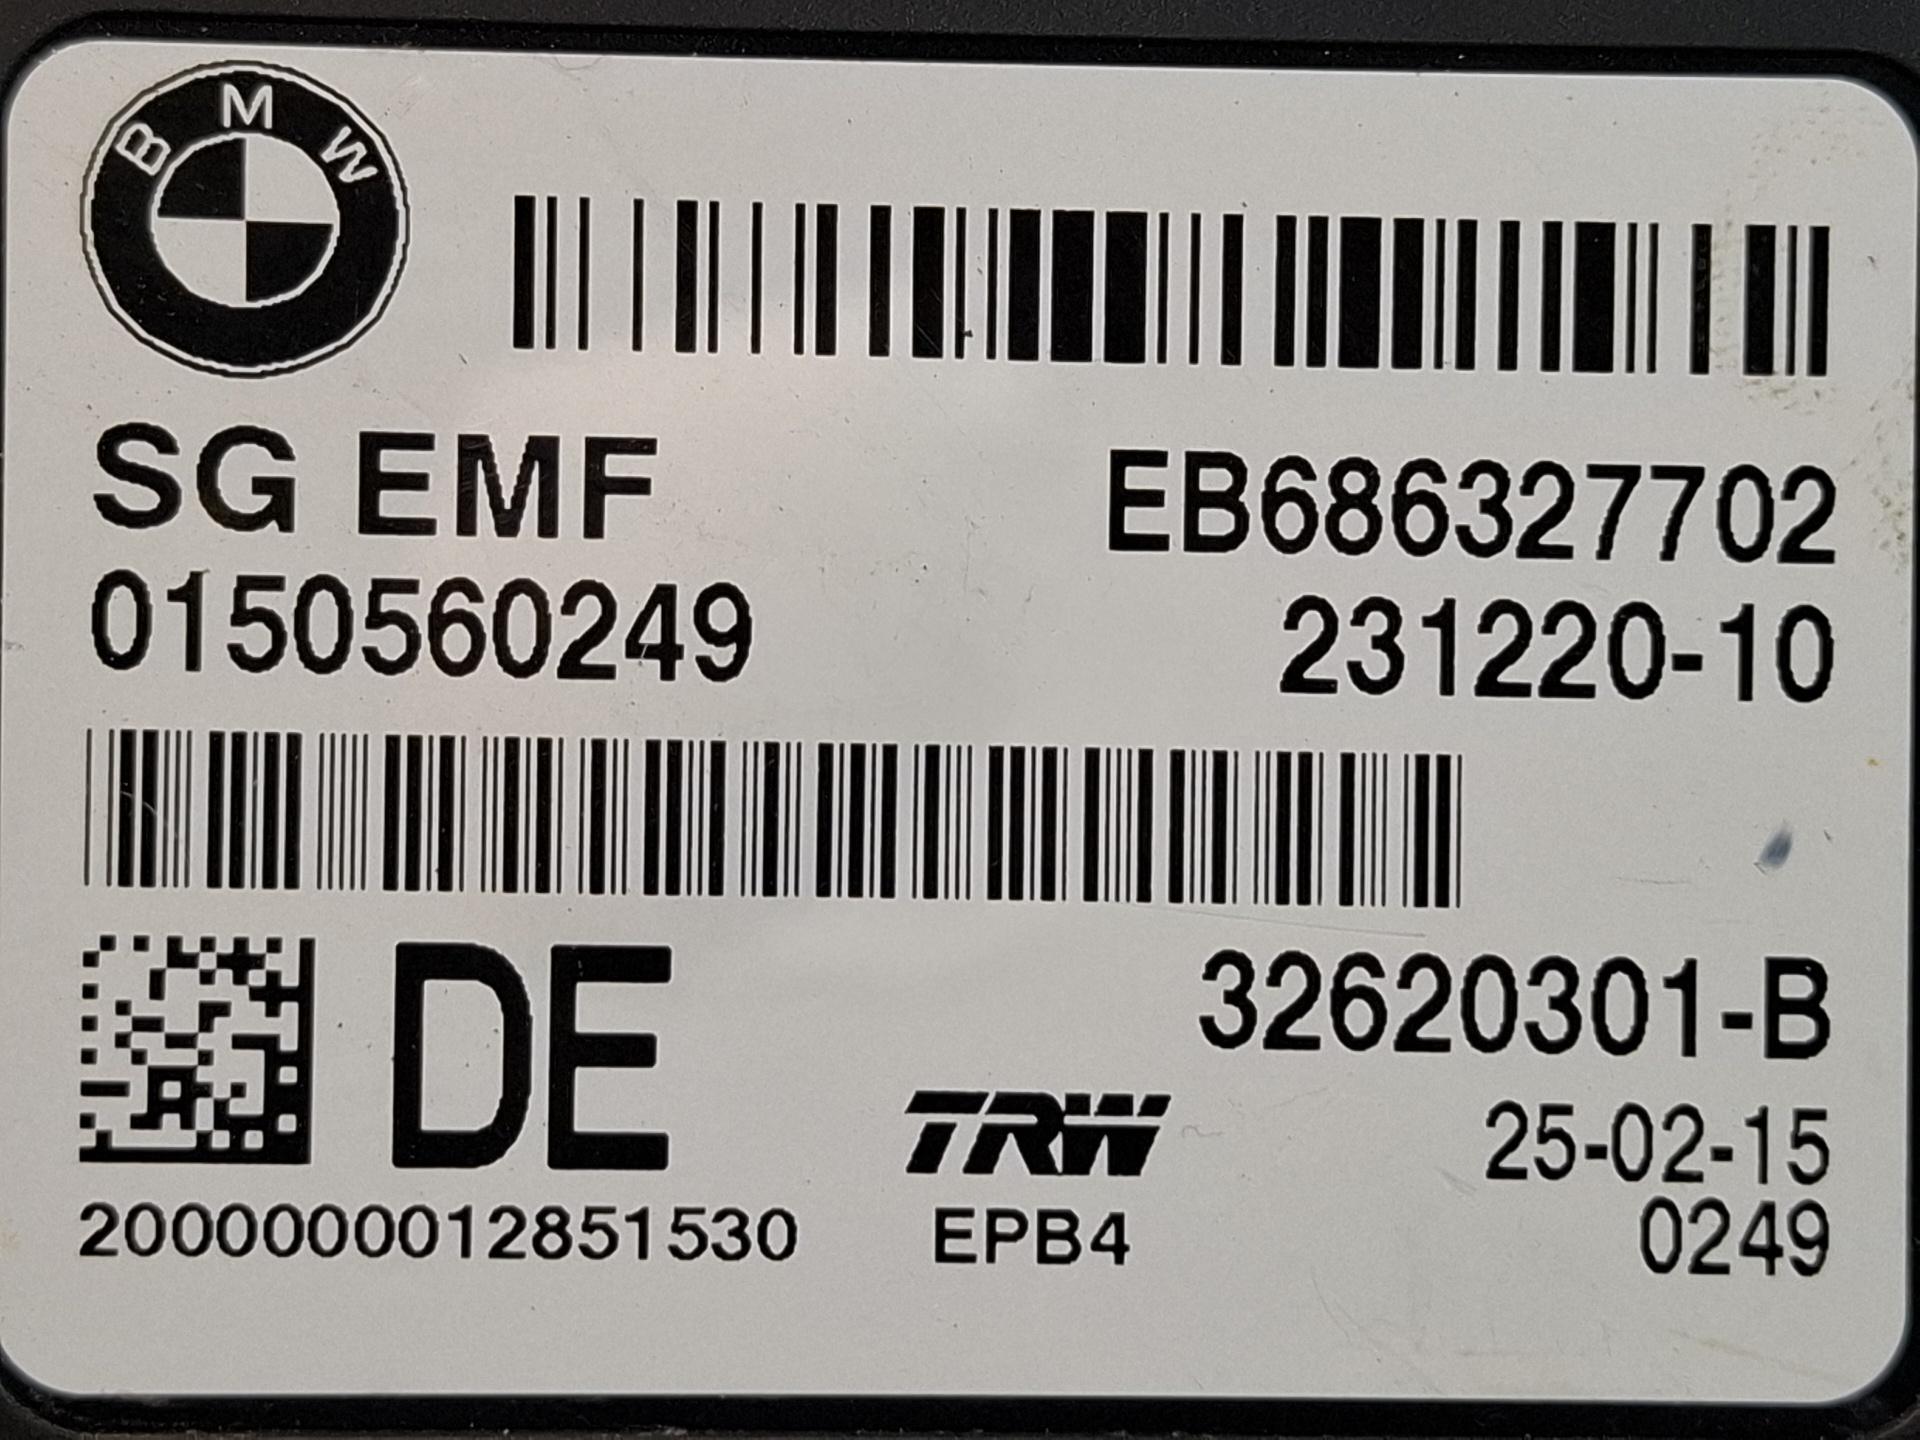 BMW
SG EMF EB686327702
0150560249 231220-10
DE 32620301-B
TRW 25-02-15
2000000012851530 EPB4 0249